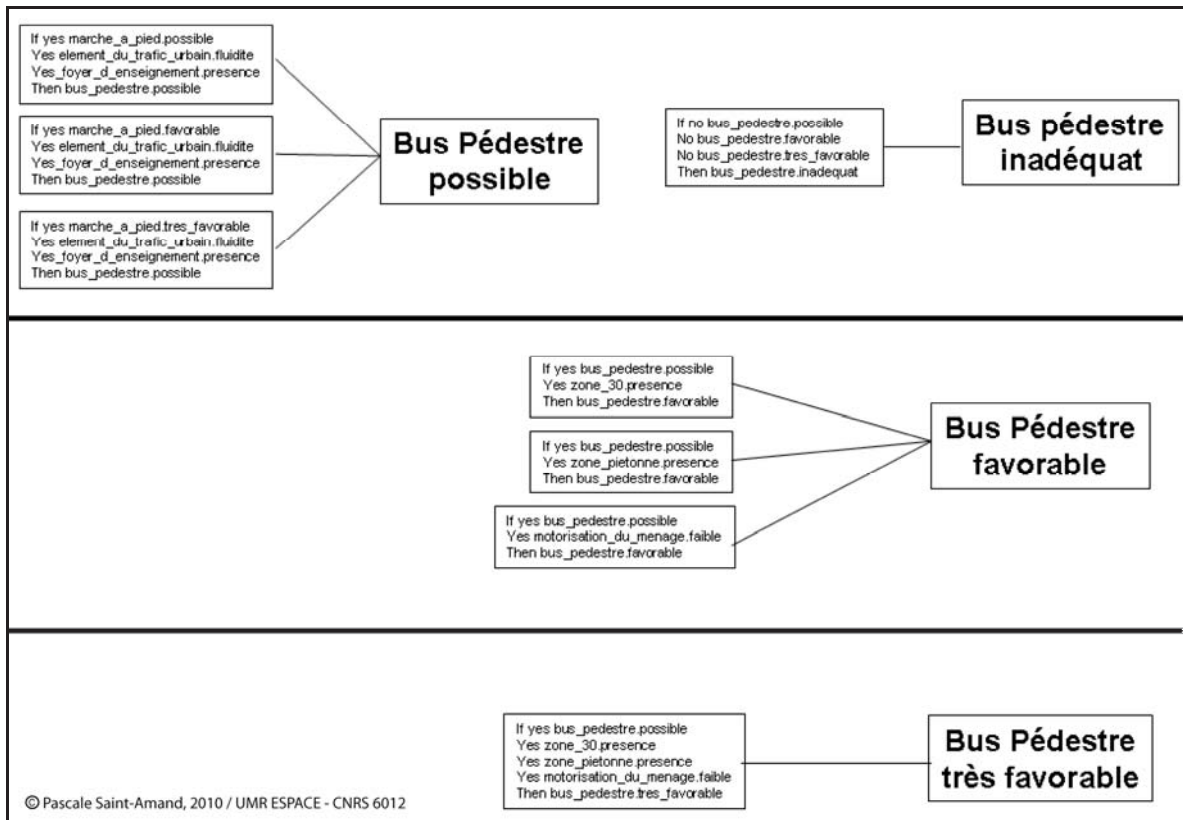 If yes marche_a_pied.possible
Yes element_du_trafic_urbain.fluidite
Yes_foyer_d_enseignement.presence
Then bus_pedestre.possible
If yes marche_a_pied.favorable
Yes element_du_trafic_urbain.fluidite
Yes_foyer_d_enseignement.presence
Then bus_pedestre.possible
If yes marche_a_pied.tres_favorable
Yes element_du_trafic_urbain.fluidite
Yes_foyer_d_enseignement.presence
Then bus_pedestre.possible
Bus Pédestre
possible
If no bus_pedestre.possible
No bus_pedestre.favorable
No bus_pedestre.tres_favorable
Then bus_pedestre.inadequat
Bus pédestre
inadéquat
If yes bus_pedestre.possible
Yes zone_30.presence
Then bus_pedestre.favorable
If yes bus_pedestre.possible
Yes zone_pietonne.presence
Then bus_pedestre.favorable
If yes bus_pedestre.possible
Yes motorisation_du_menage.faible
Then bus_pedestre.favorable
Bus Pédestre
favorable
If yes bus_pedestre.possible
Yes zone_30.presence
Yes zone_pietonne.presence
Yes motorisation_du_menage.faible
Then bus_pedestre.tres_favorable
Bus Pédestre
très favorable
© Pascale Saint-Amand, 2010 / UMR ESPACE - CNRS 6012